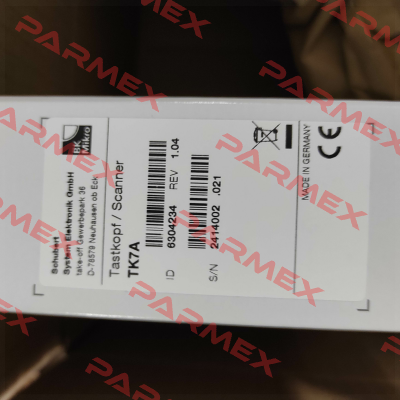 BK
Mikro
Schubert
System Elektronik GmbH
take-off Gewerbepark 36
D-78579 Neuhausen ob Eck
Tastkopf / Scanner
TK7A
ID 6304234 REV 1.04
S/N 2414002 .021
MADE IN GERMANY
CE
PARMEX
PARMEX
PARMEX
PARMEX
PARMEX
PARMEX